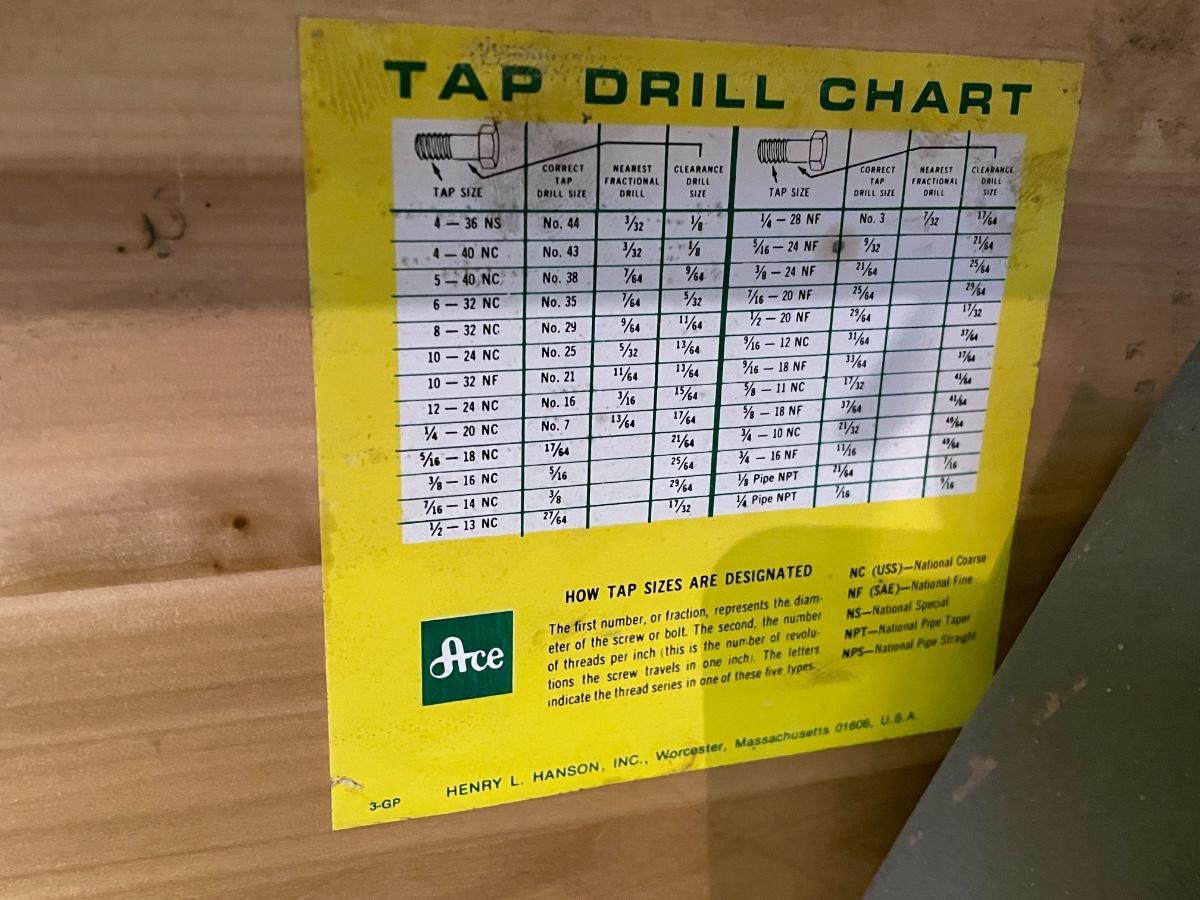 TAP DRILL CHART
TAP SIZE CORRECT TAP DRILL SIZE NEAREST FRACTIONAL DRILL CLEARANCE DRILL SIZE TAP SIZE CORRECT TAP DRILL SIZE NEAREST FRACTIONAL DRILL CLEARANCE DRILL SIZE
4 — 36 NS No. 44 3/32 1/8 1/4 — 28 NF No. 3 7/32 17/64
4 — 40 NC No. 43 3/32 1/8 5/16 — 24 NF 9/32 21/64
5 — 40 NC No. 38 7/64 9/64 3/8 — 24 NF 21/64 25/64
6 — 32 NC No. 35 7/64 5/32 7/16 — 20 NF 25/64 29/64
8 — 32 NC No. 29 9/64 11/64 1/2 — 20 NF 29/64 17/32
10 — 24 NC No. 25 5/32 13/64 9/16 — 12 NC 31/64 37/64
10 — 32 NF No. 21 11/64 13/64 9/16 — 18 NF 33/64 37/64
12 — 24 NC No. 16 3/16 15/64 5/8 — 11 NC 17/32 41/64
1/4 — 20 NC No. 7 13/64 17/64 5/8 — 18 NF 37/64 41/64
5/16 — 18 NC 17/64 21/64 3/4 — 10 NC 21/32 49/64
3/8 — 16 NC 5/16 25/64 3/4 — 16 NF 11/16 49/64
7/16 — 14 NC 3/8 29/64 1/8 Pipe NPT 21/64
1/2 — 13 NC 27/64 17/32 1/4 Pipe NPT 7/16 9/16
HOW TAP SIZES ARE DESIGNATED
The first number, or fraction, represents the diam-
eter of the screw or bolt. The second, the number
of threads per inch (this is the number of revolu-
tions the screw travels in one inch). The letters
indicate the thread series in one of these five types.
NC (USS)—National Coarse
NF (SAE)—National Fine
NS—National Special
NPT—National Pipe Taper
NPS—National Pipe Straight
Ace
3-GP HENRY L. HANSON, INC., Worcester, Massachusetts 01606, U.S.A.